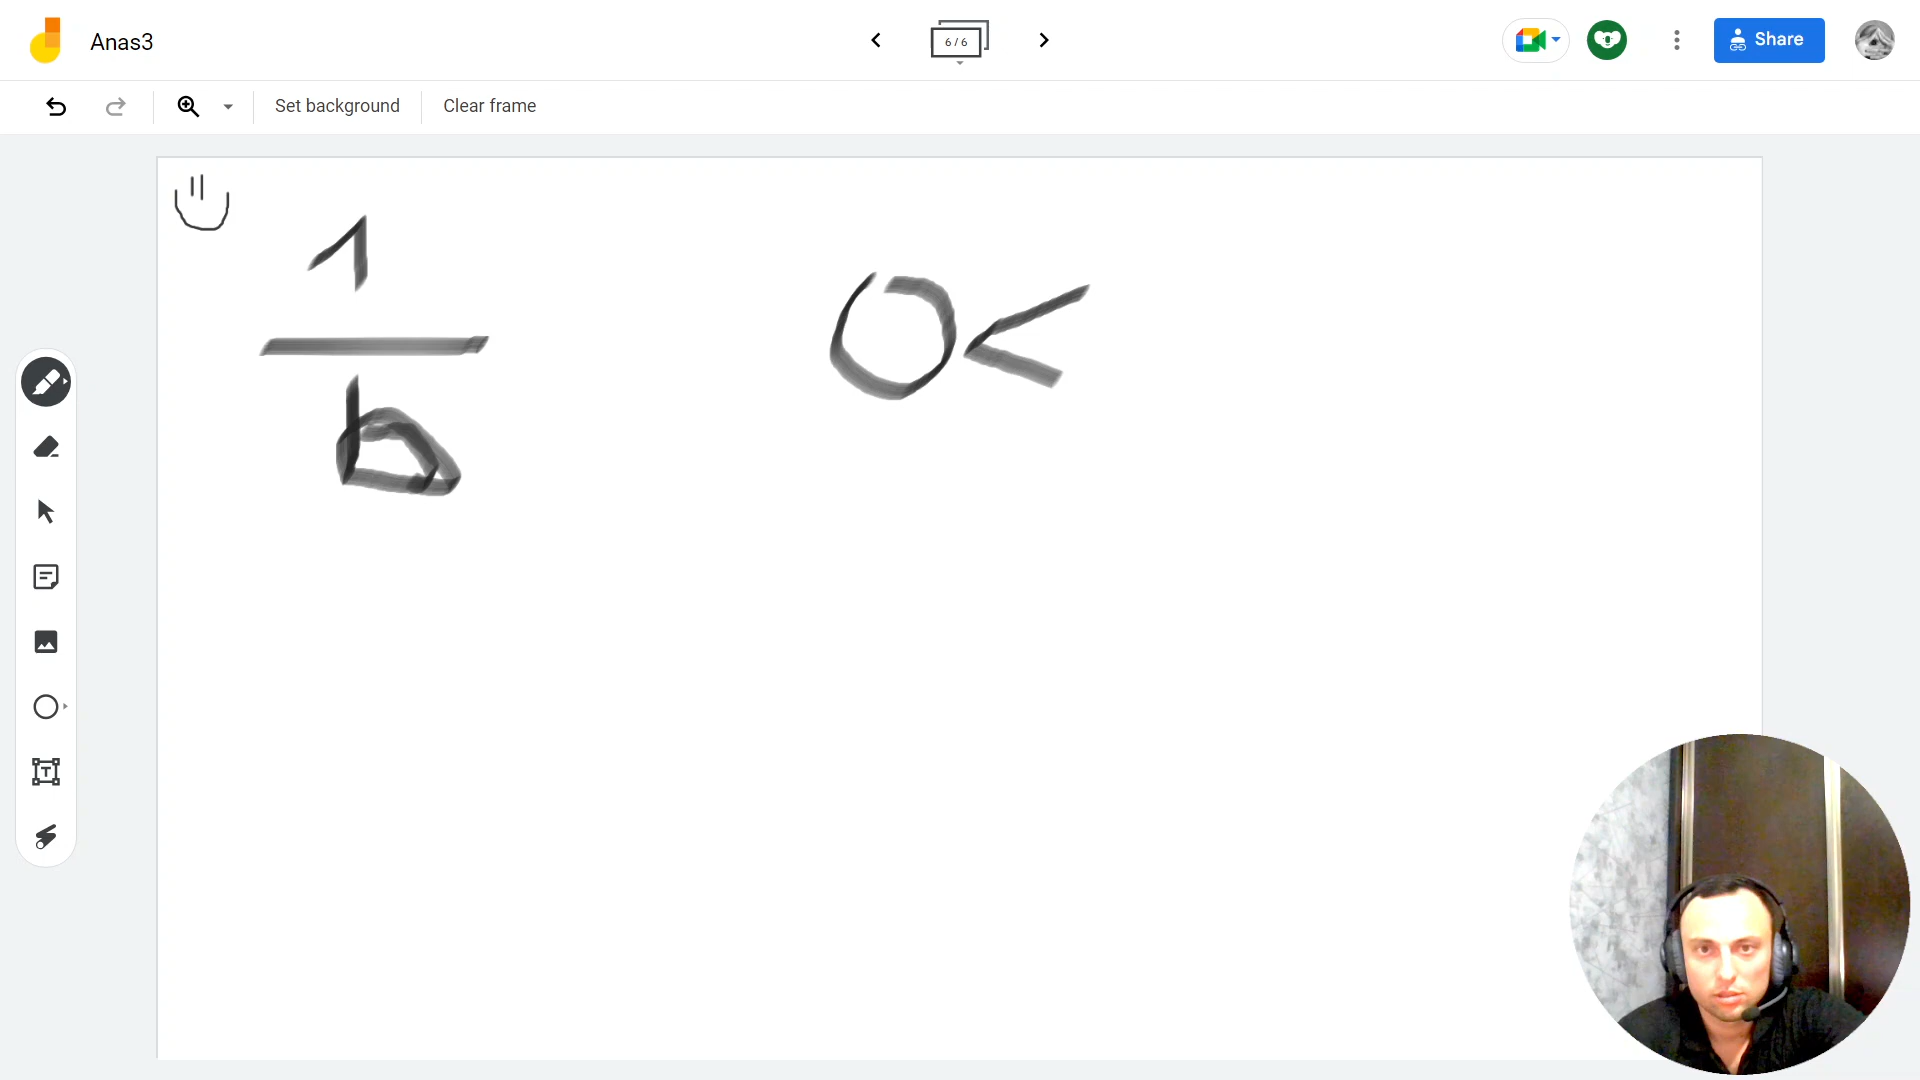 Anas3
6 / 6
Share
Set background
Clear frame
1
b
0<